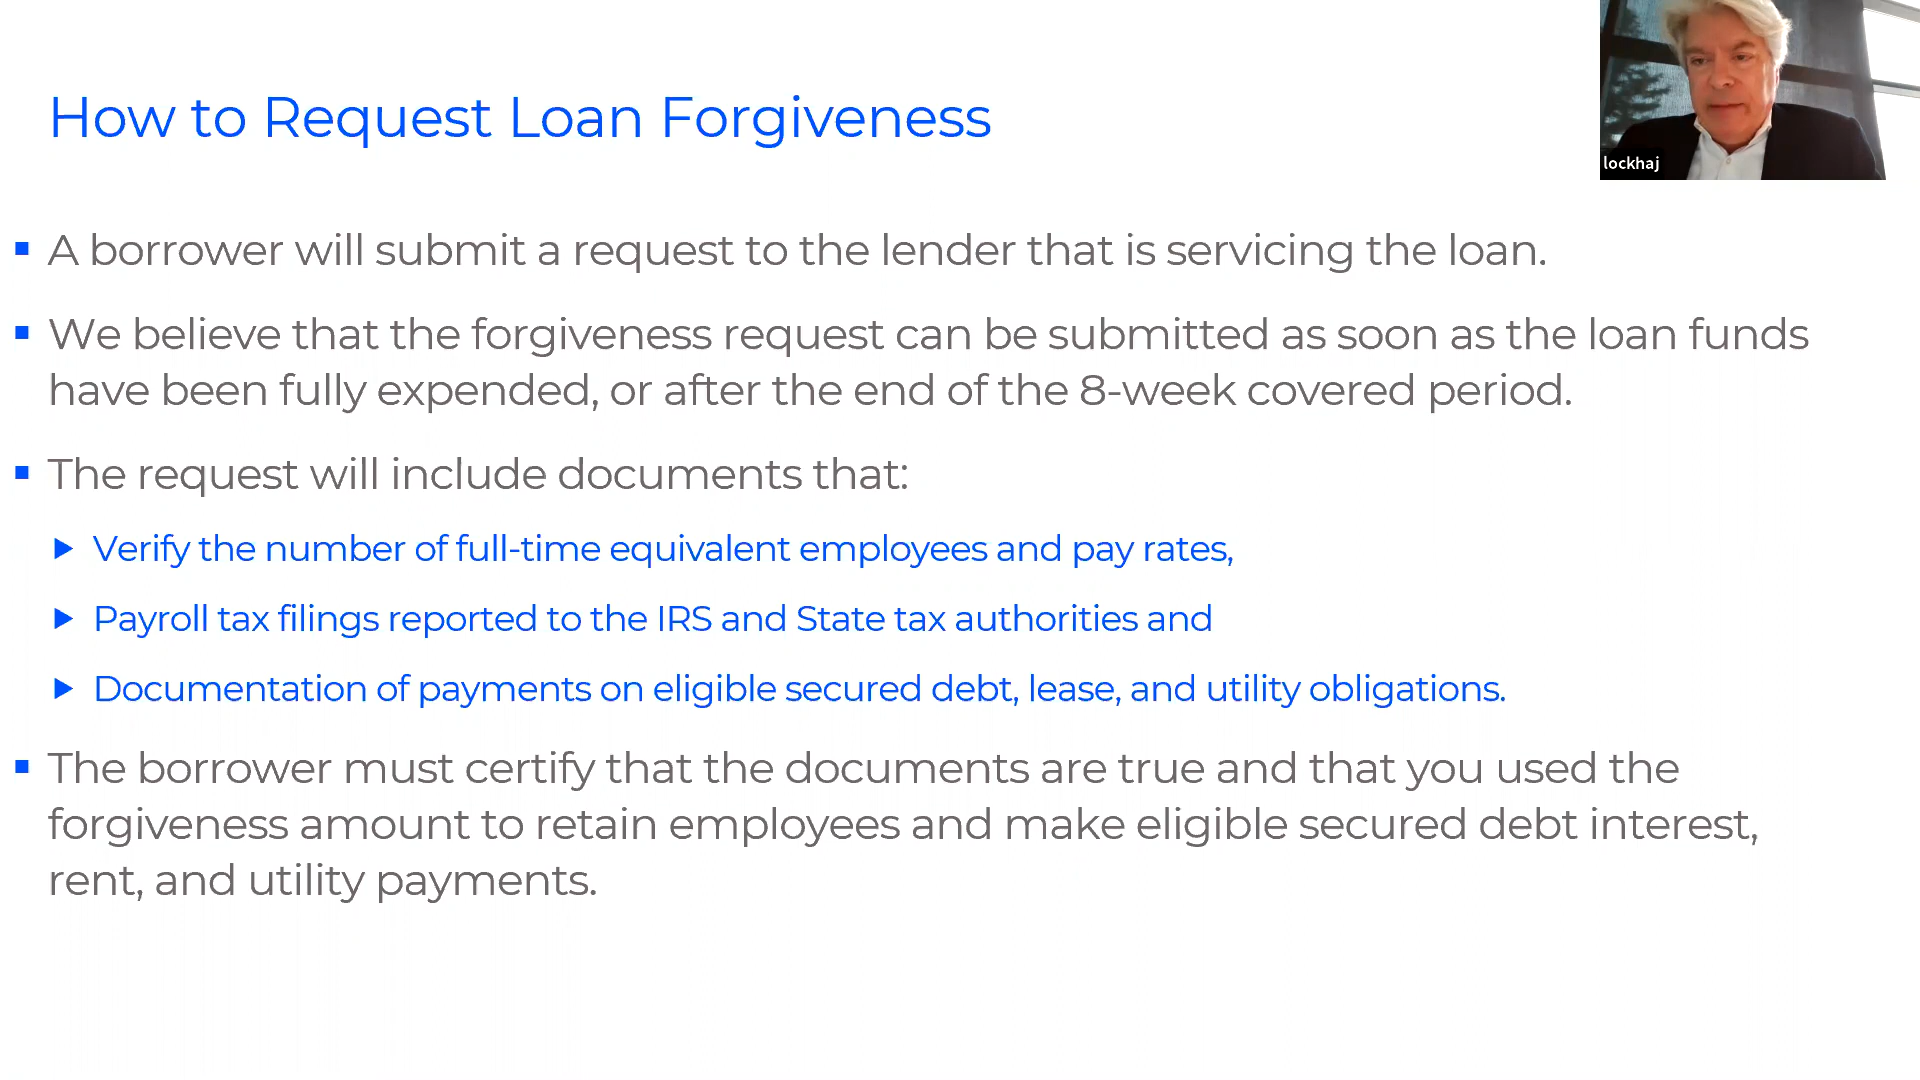 How to Request Loan Forgiveness
lockhaj
▪ A borrower will submit a request to the lender that is servicing the loan.
▪ We believe that the forgiveness request can be submitted as soon as the loan funds
have been fully expended, or after the end of the 8-week covered period.
▪ The request will include documents that:
▶ Verify the number of full-time equivalent employees and pay rates,
▶ Payroll tax filings reported to the IRS and State tax authorities and
▶ Documentation of payments on eligible secured debt, lease, and utility obligations.
▪ The borrower must certify that the documents are true and that you used the
forgiveness amount to retain employees and make eligible secured debt interest,
rent, and utility payments.